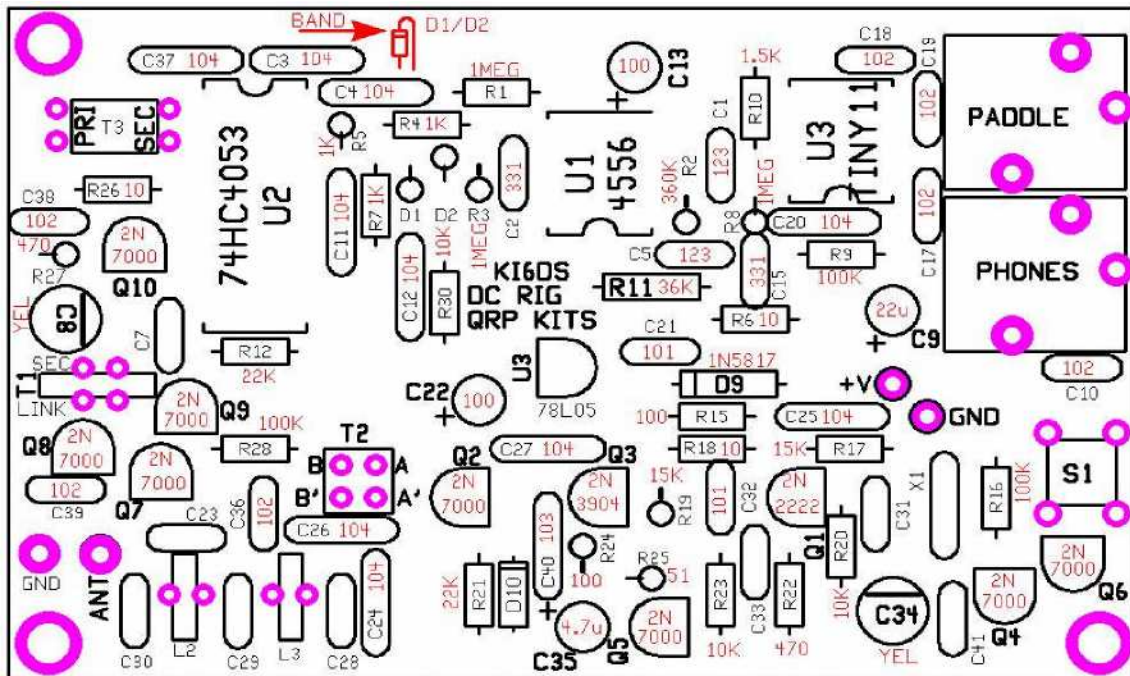 BAND
D1/D2
C37 104
C3 104
C4 104
1MEG
R1
R4 1K
1K
R5
100
C13
1.5K
R10
C18
102
C19
102
PADDLE
PRI
T3
SEC
74HC4053
U2
U1
4556
U3
TINY11
C1
123
R2
360K
1MEG
R8
C20 104
R9
100K
102
C17
PHONES
R26 10
C38
102
470
R27
2N
7000
Q10
C11
104
R7 1K
D1
D2
R3
331
C2
10K
1MEG
C12
104
R30
KI6DS
DC RIG
QRP KITS
C5
123
R11 36K
331
C15
R6 10
22u
C9
YEL
C8
C7
R12
22K
SEC
T1
LINK
2N
7000
Q9
U3
78L05
C21
101
1N5817
D9
+V
GND
102
C10
C22
100
100
R15
C25 104
R18 10
15K
R17
Q8
2N
7000
102
C39
2N
7000
Q7
100K
R28
T2
B
A
B'
A'
C27 104
Q2
2N
7000
Q3
2N
3904
15K
R19
101
C32
2N
2222
Q1
X1
R16
100K
S1
C36
102
C23
C26 104
103
C40
R24
100
R25
51
C31
R20
10K
GND
ANT
C30
L2
C29
L3
C28
C24
104
22K
R21
D10
4.7u
C35
Q5
2N
7000
R23
10K
C33
R22
470
C34
YEL
C41
2N
7000
Q4
2N
7000
Q6